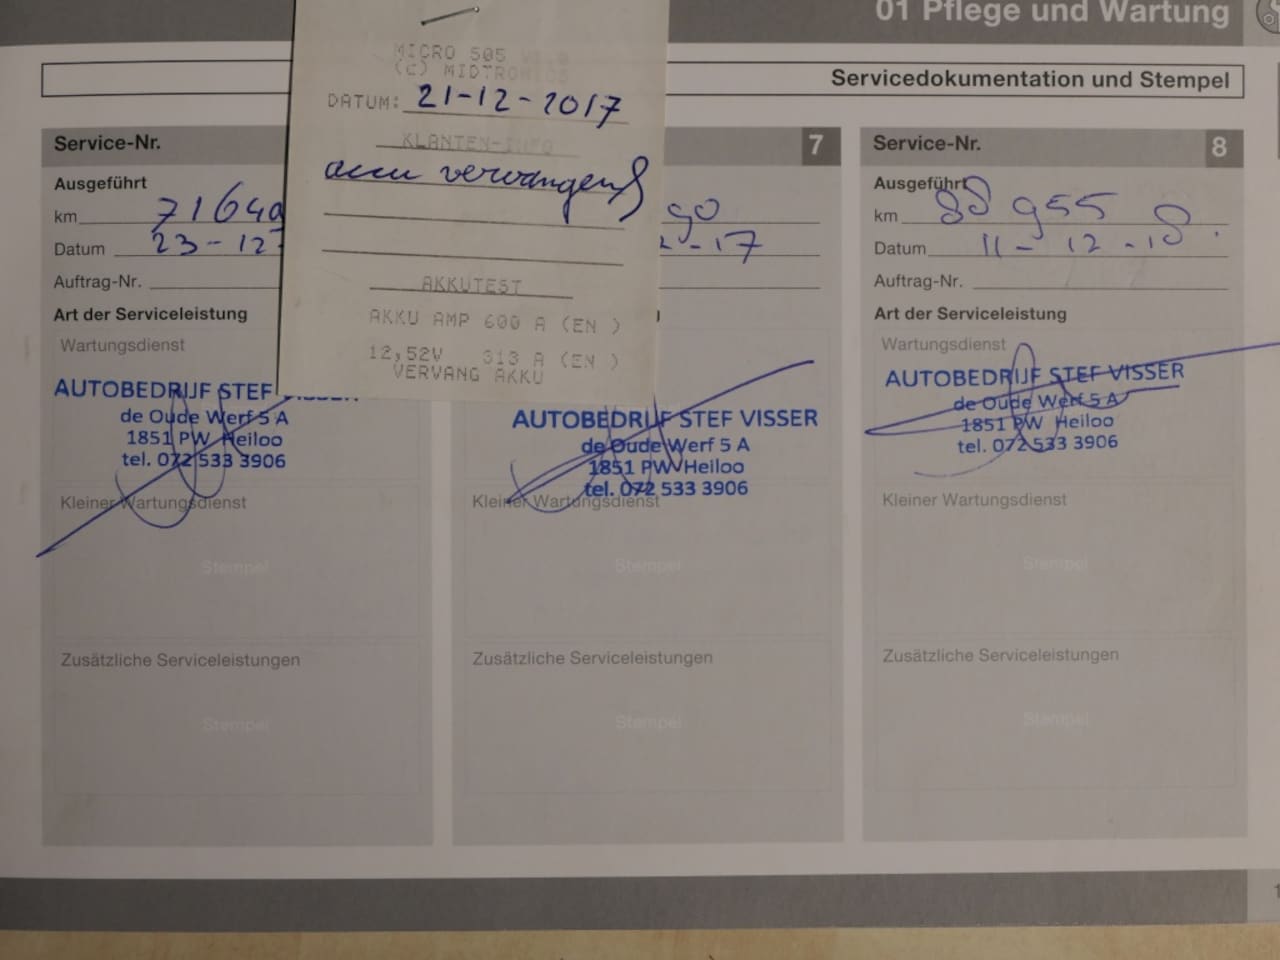 01 Pflege und Wartung
Servicedokumentation und Stempel
MICRO 505
(C) MIDTRONICS
DATUM: 21-12-2017
KLANTEN-INFO
accu vervangen
AKKUTEST
AKKU AMP 600 A (EN )
12,52V 313 A (EN )
VERVANG AKKU
Service-Nr.
Ausgeführt
km 71649
Datum 23-12-
Auftrag-Nr.
Art der Serviceleistung
Wartungsdienst
AUTOBEDRIJF STEF VISSER
de Oude Werf 5 A
1851 PW Heiloo
tel. 072 533 3906
Kleiner Wartungsdienst
Stempel
Zusätzliche Serviceleistungen
Stempel
7
90
-17
AUTOBEDRIJF STEF VISSER
de Oude Werf 5 A
1851 PW Heiloo
tel. 072 533 3906
Kleiner Wartungsdienst
Stempel
Zusätzliche Serviceleistungen
Stempel
Service-Nr. 8
Ausgeführt
km 88955
Datum 11-12-18.
Auftrag-Nr.
Art der Serviceleistung
Wartungsdienst
AUTOBEDRIJF STEF VISSER
de Oude Werf 5 A
1851 PW Heiloo
tel. 072 533 3906
Kleiner Wartungsdienst
Stempel
Zusätzliche Serviceleistungen
Stempel